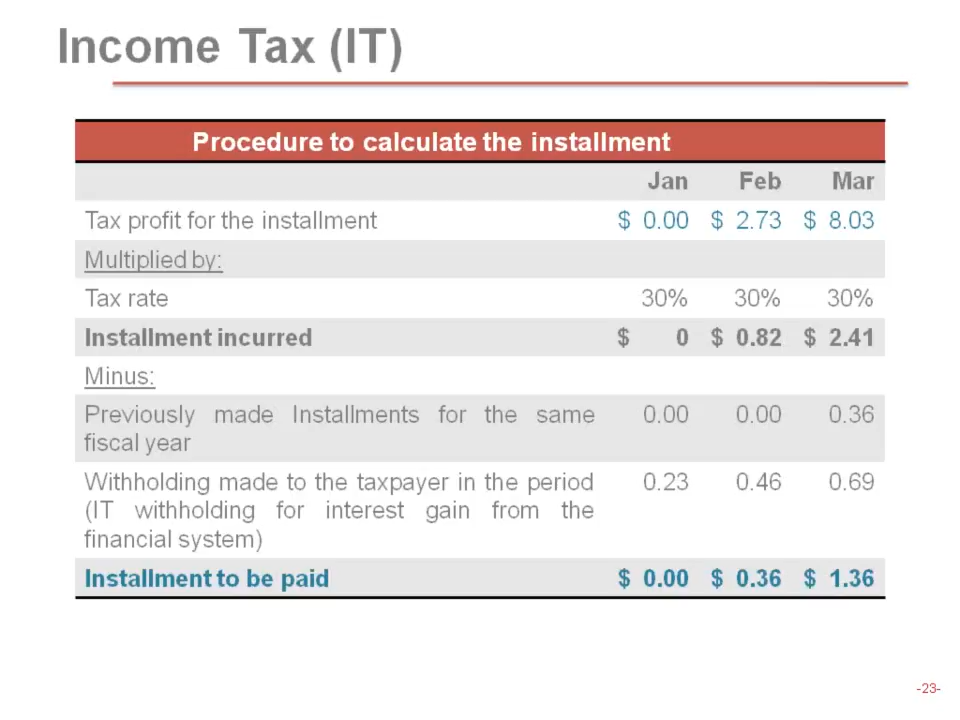 Income Tax (IT)
Procedure to calculate the installment
Jan Feb Mar
Tax profit for the installment $ 0.00 $ 2.73 $ 8.03
Multiplied by:
Tax rate 30% 30% 30%
Installment incurred $ 0 $ 0.82 $ 2.41
Minus:
Previously made Installments for the same 0.00 0.00 0.36
fiscal year
Withholding made to the taxpayer in the period 0.23 0.46 0.69
(IT withholding for interest gain from the
financial system)
Installment to be paid $ 0.00 $ 0.36 $ 1.36
-23-